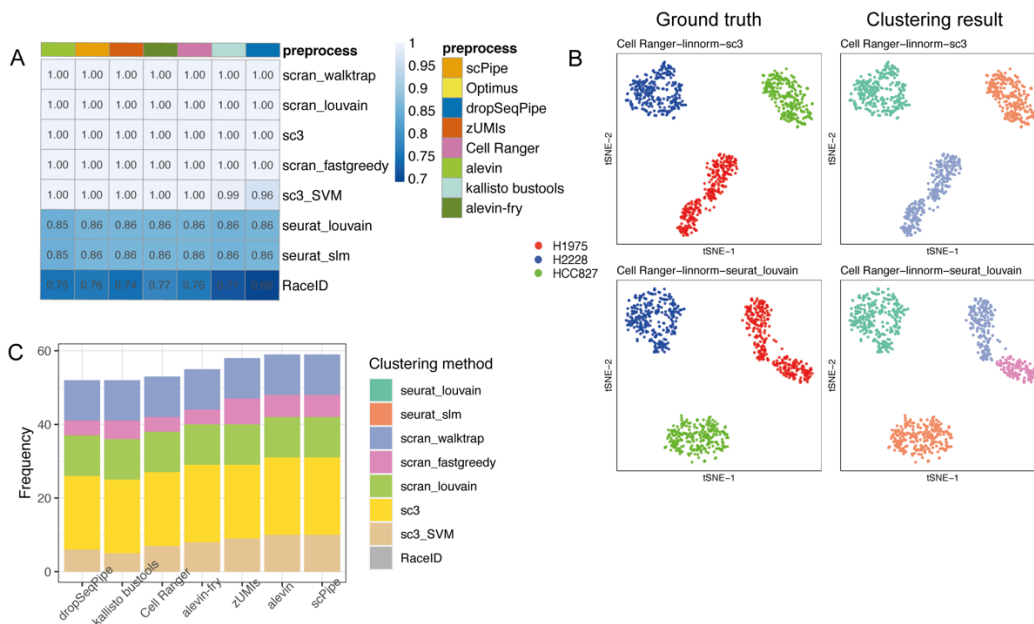 A
preprocess
1.00 1.00 1.00 1.00 1.00 1.00 1.00 scran_walktrap
1.00 1.00 1.00 1.00 1.00 1.00 1.00 scran_louvain
1.00 1.00 1.00 1.00 1.00 1.00 1.00 sc3
1.00 1.00 1.00 1.00 1.00 1.00 1.00 scran_fastgreedy
1.00 1.00 1.00 1.00 1.00 0.99 0.96 sc3_SVM
0.85 0.86 0.86 0.86 0.86 0.86 0.86 seurat_louvain
0.85 0.86 0.86 0.86 0.86 0.86 0.86 seurat_slm
0.75 0.76 0.74 0.77 0.76 RaceID
1
0.95
0.9
0.85
0.8
0.75
0.7
preprocess
scPipe
Optimus
dropSeqPipe
zUMIs
Cell Ranger
alevin
kallisto bustools
alevin-fry
B
Ground truth
Clustering result
Cell Ranger-linnorm-sc3
Cell Ranger-linnorm-sc3
tSNE-2
tSNE-2
tSNE-1
tSNE-1
H1975
H2228
HCC827
Cell Ranger-linnorm-seurat_louvain
Cell Ranger-linnorm-seurat_louvain
tSNE-2
tSNE-2
tSNE-1
tSNE-1
C
Frequency
60
40
20
0
dropSeqPipe
kallisto bustools
Cell Ranger
alevin-fry
zUMIs
alevin
scPipe
Clustering method
seurat_louvain
seurat_slm
scran_walktrap
scran_fastgreedy
scran_louvain
sc3
sc3_SVM
RaceID